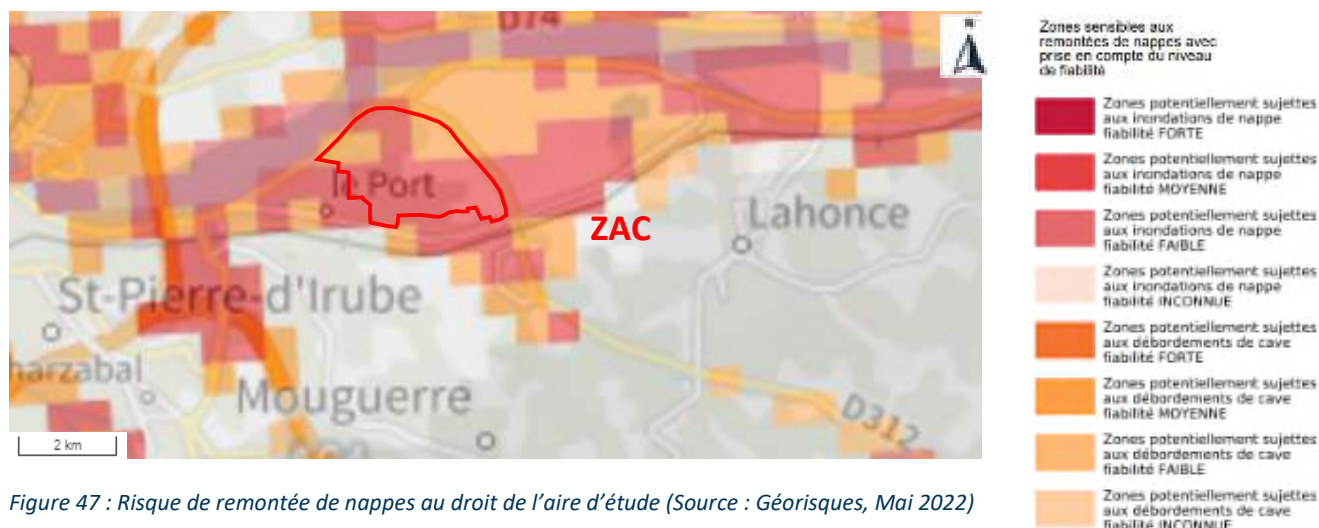 D74
N
le Port
ZAC
Lahonce
St-Pierre-d'Irube
harzabal
Mouguerre
D312
2 km
Figure 47 : Risque de remontée de nappes au droit de l'aire d'étude (Source : Géorisques, Mai 2022)
Zones sensibles aux
remontées de nappes avec
prise en compte du niveau
de fiabilité
Zones potentiellement sujettes
aux inondations de nappe
fiabilité FORTE
Zones potentiellement sujettes
aux inondations de nappe
fiabilité MOYENNE
Zones potentiellement sujettes
aux inondations de nappe
fiabilité FAIBLE
Zones potentiellement sujettes
aux inondations de nappe
fiabilité INCONNUE
Zones potentiellement sujettes
aux débordements de cave
fiabilité FORTE
Zones potentiellement sujettes
aux débordements de cave
fiabilité MOYENNE
Zones potentiellement sujettes
aux débordements de cave
fiabilité FAIBLE
Zones potentiellement sujettes
aux débordements de cave
fiabilité INCONNUE